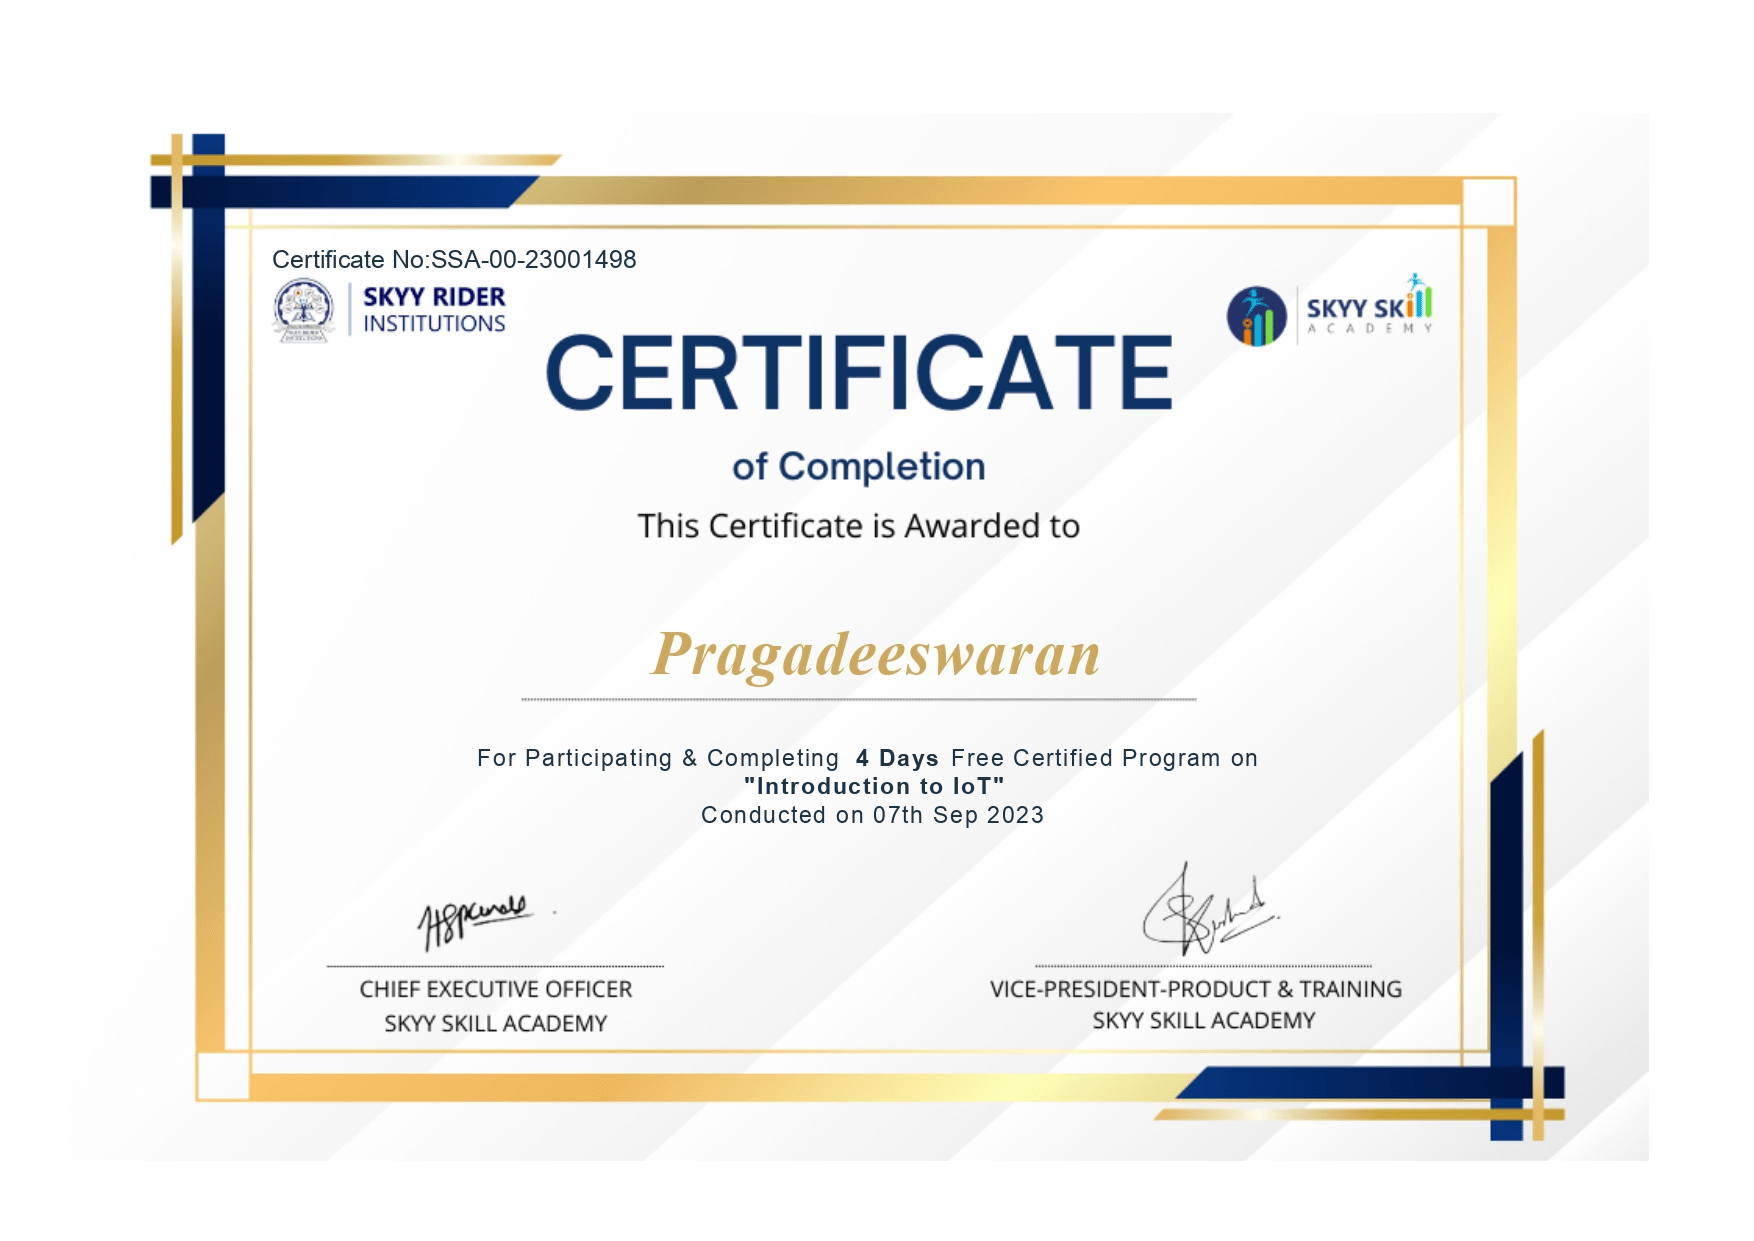 Certificate No:SSA-00-23001498
SKYY RIDER
INSTITUTIONS
SKYY SKill
ACADEMY
CERTIFICATE
of Completion
This Certificate is Awarded to
Pragadeeswaran
For Participating & Completing 4 Days Free Certified Program on
"Introduction to IoT"
Conducted on 07th Sep 2023
CHIEF EXECUTIVE OFFICER
SKYY SKILL ACADEMY
VICE-PRESIDENT-PRODUCT & TRAINING
SKYY SKILL ACADEMY